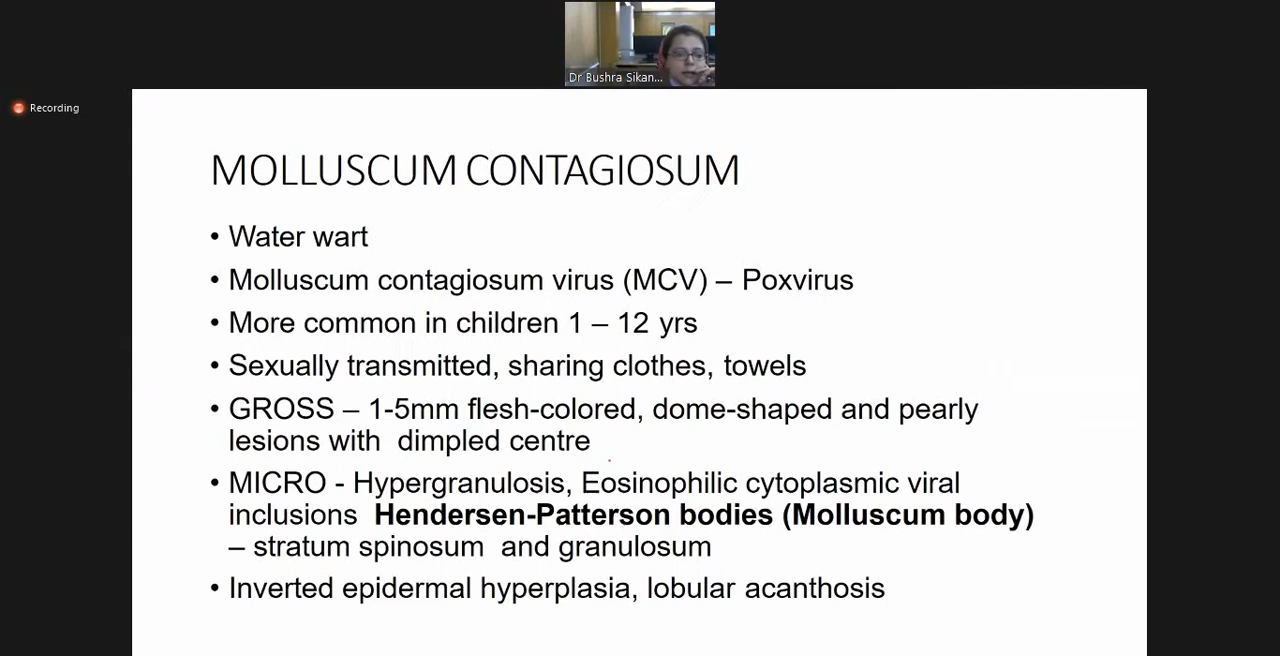 Dr Bushra Sikan...
Recording
MOLLUSCUM CONTAGIOSUM
• Water wart
• Molluscum contagiosum virus (MCV) – Poxvirus
• More common in children 1 – 12 yrs
• Sexually transmitted, sharing clothes, towels
• GROSS – 1-5mm flesh-colored, dome-shaped and pearly
lesions with dimpled centre
• MICRO - Hypergranulosis, Eosinophilic cytoplasmic viral
inclusions Hendersen-Patterson bodies (Molluscum body)
– stratum spinosum and granulosum
• Inverted epidermal hyperplasia, lobular acanthosis